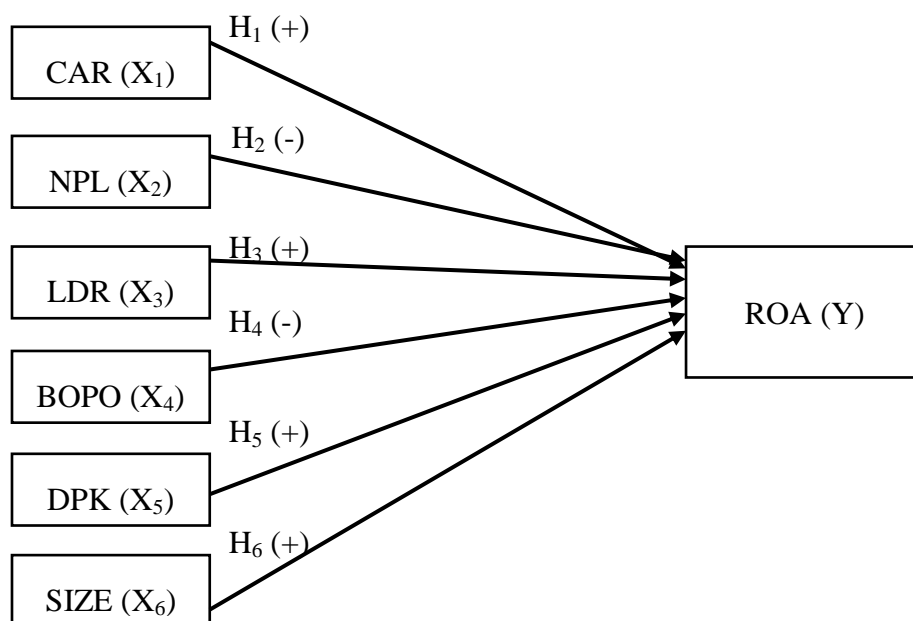 H₁ (+)
CAR (X₁)
H₂ (-)
NPL (X₂)
H₃ (+)
LDR (X₃)
ROA (Y)
H₄ (-)
BOPO (X₄)
H₅ (+)
DPK (X₅)
H₆ (+)
SIZE (X₆)